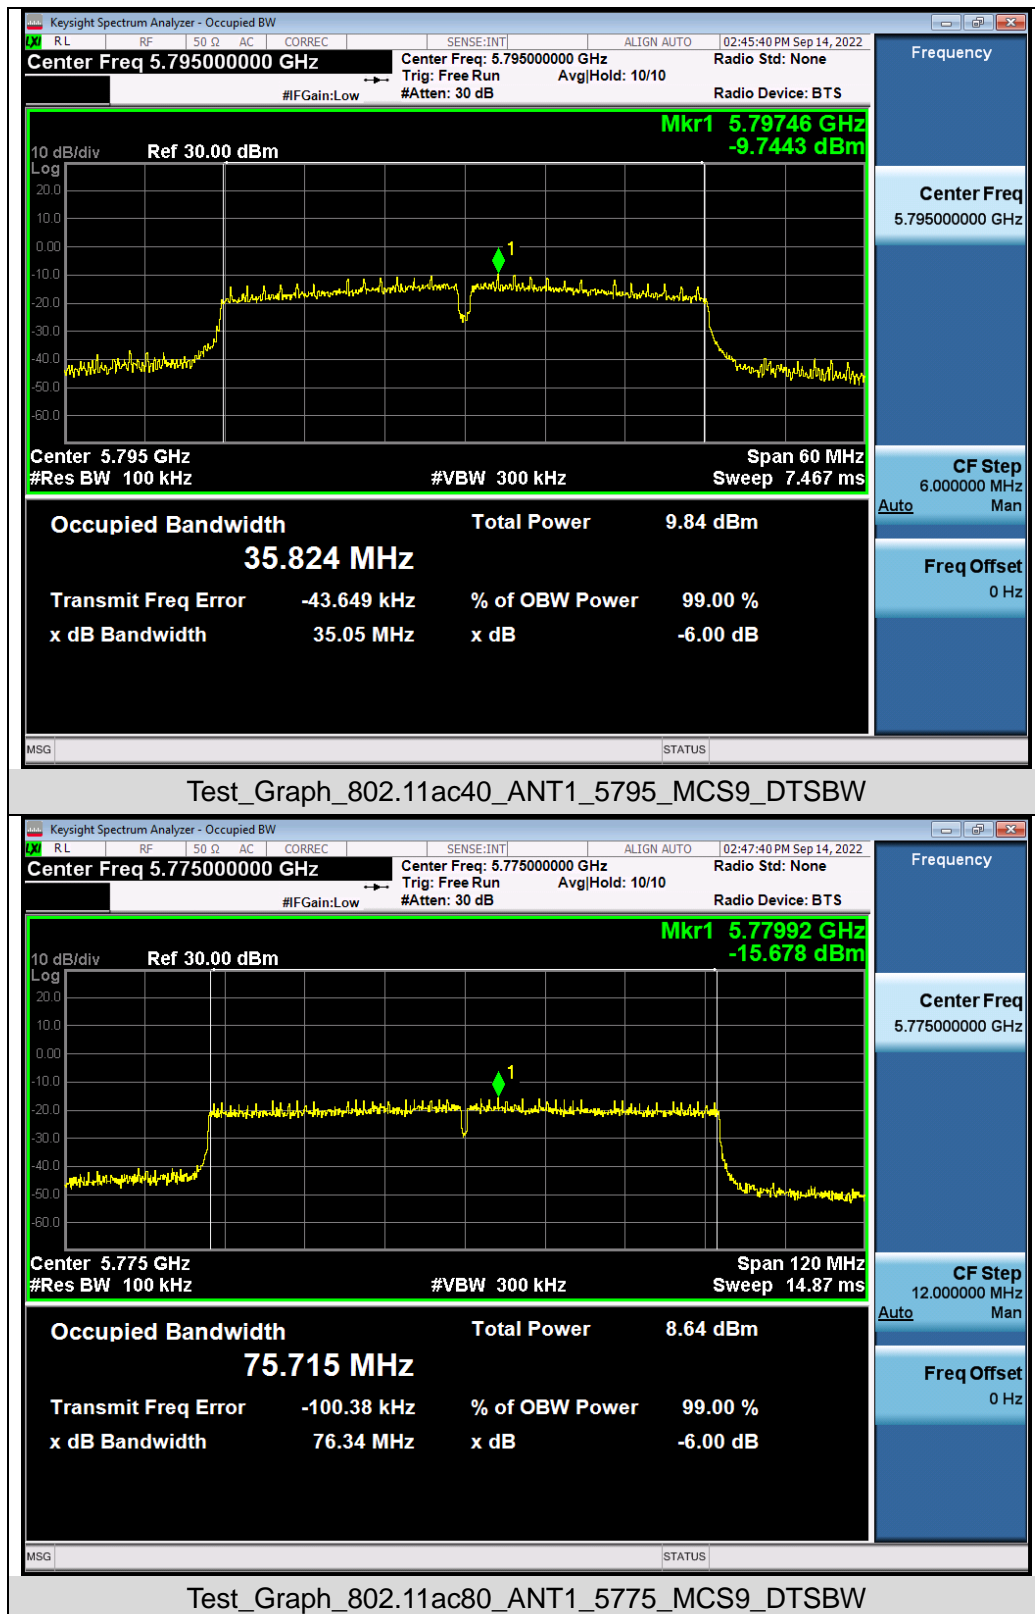 Keysight Spectrum Analyzer - Occupied BW
LXI RL RF 50 Ω AC CORREC SENSE:INT ALIGN AUTO 02:45:40 PM Sep 14, 2022
Center Freq 5.795000000 GHz
Center Freq: 5.795000000 GHz
Radio Std: None
Trig: Free Run Avg|Hold: 10/10
#IFGain:Low
#Atten: 30 dB
Radio Device: BTS
Mkr1 5.79746 GHz
-9.7443 dBm
10 dB/div Ref 30.00 dBm
Log
20.0
10.0
0.00
-10.0
-20.0
-30.0
-40.0
-50.0
-60.0
1
Center 5.795 GHz Span 60 MHz
#Res BW 100 kHz #VBW 300 kHz Sweep 7.467 ms
Occupied Bandwidth Total Power 9.84 dBm
35.824 MHz
Transmit Freq Error -43.649 kHz % of OBW Power 99.00 %
x dB Bandwidth 35.05 MHz x dB -6.00 dB
MSG STATUS
Frequency
Center Freq
5.795000000 GHz
CF Step
6.000000 MHz
Auto Man
Freq Offset
0 Hz
Test_Graph_802.11ac40_ANT1_5795_MCS9_DTSBW
Keysight Spectrum Analyzer - Occupied BW
LXI RL RF 50 Ω AC CORREC SENSE:INT ALIGN AUTO 02:47:40 PM Sep 14, 2022
Center Freq 5.775000000 GHz
Center Freq: 5.775000000 GHz
Radio Std: None
Trig: Free Run Avg|Hold: 10/10
#IFGain:Low
#Atten: 30 dB
Radio Device: BTS
Mkr1 5.77992 GHz
-15.678 dBm
10 dB/div Ref 30.00 dBm
Log
20.0
10.0
0.00
-10.0
-20.0
-30.0
-40.0
-50.0
-60.0
1
Center 5.775 GHz Span 120 MHz
#Res BW 100 kHz #VBW 300 kHz Sweep 14.87 ms
Occupied Bandwidth Total Power 8.64 dBm
75.715 MHz
Transmit Freq Error -100.38 kHz % of OBW Power 99.00 %
x dB Bandwidth 76.34 MHz x dB -6.00 dB
MSG STATUS
Frequency
Center Freq
5.775000000 GHz
CF Step
12.000000 MHz
Auto Man
Freq Offset
0 Hz
Test_Graph_802.11ac80_ANT1_5775_MCS9_DTSBW